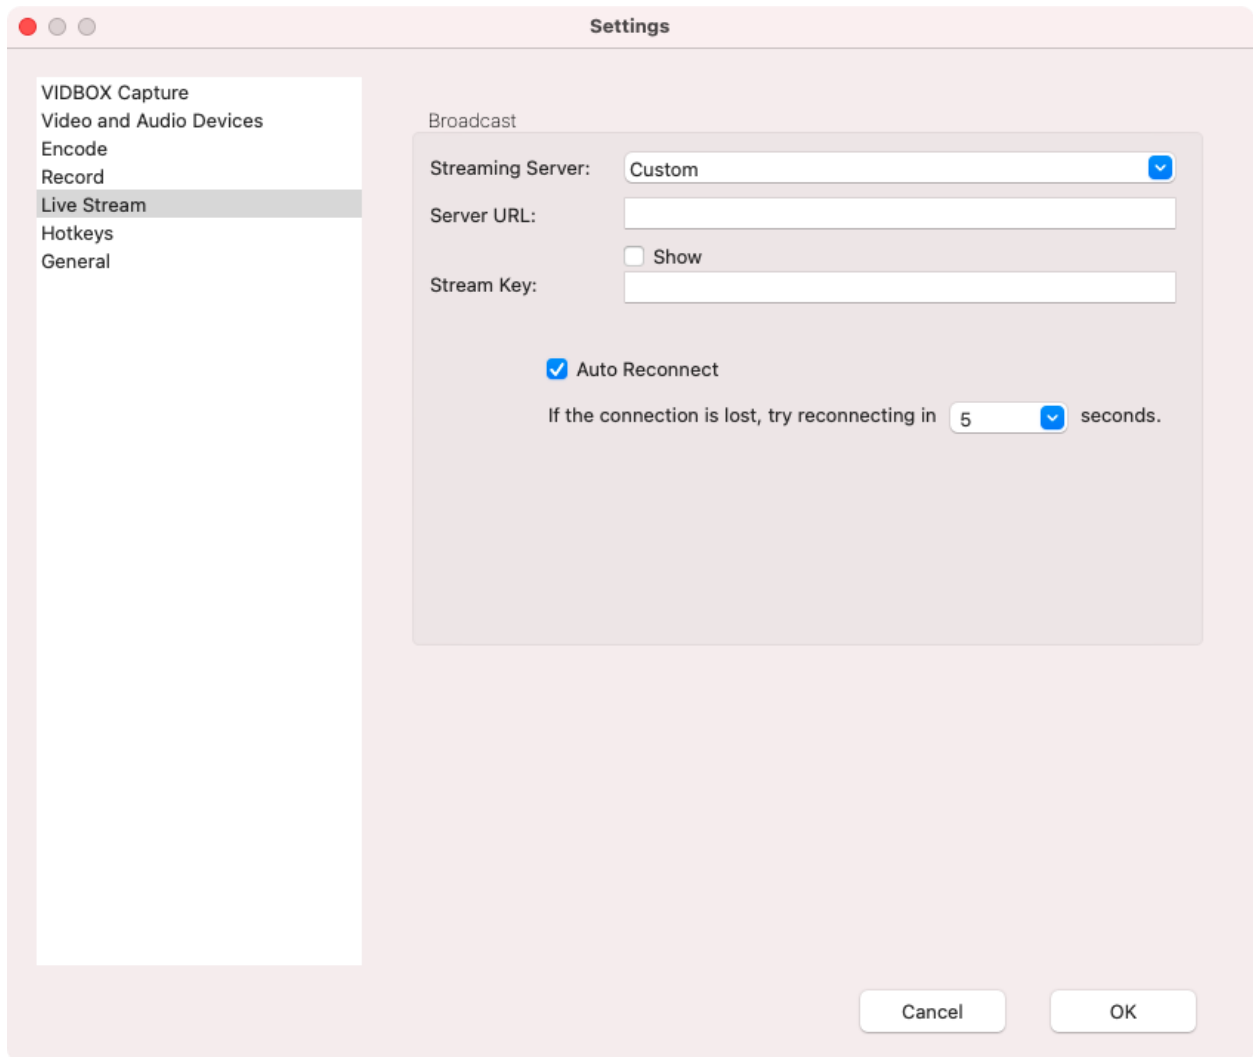 Settings
VIDBOX Capture
Video and Audio Devices
Encode
Record
Live Stream
Hotkeys
General
Broadcast
Streaming Server: Custom
Server URL:
Show
Stream Key:
Auto Reconnect
If the connection is lost, try reconnecting in 5 seconds.
Cancel OK